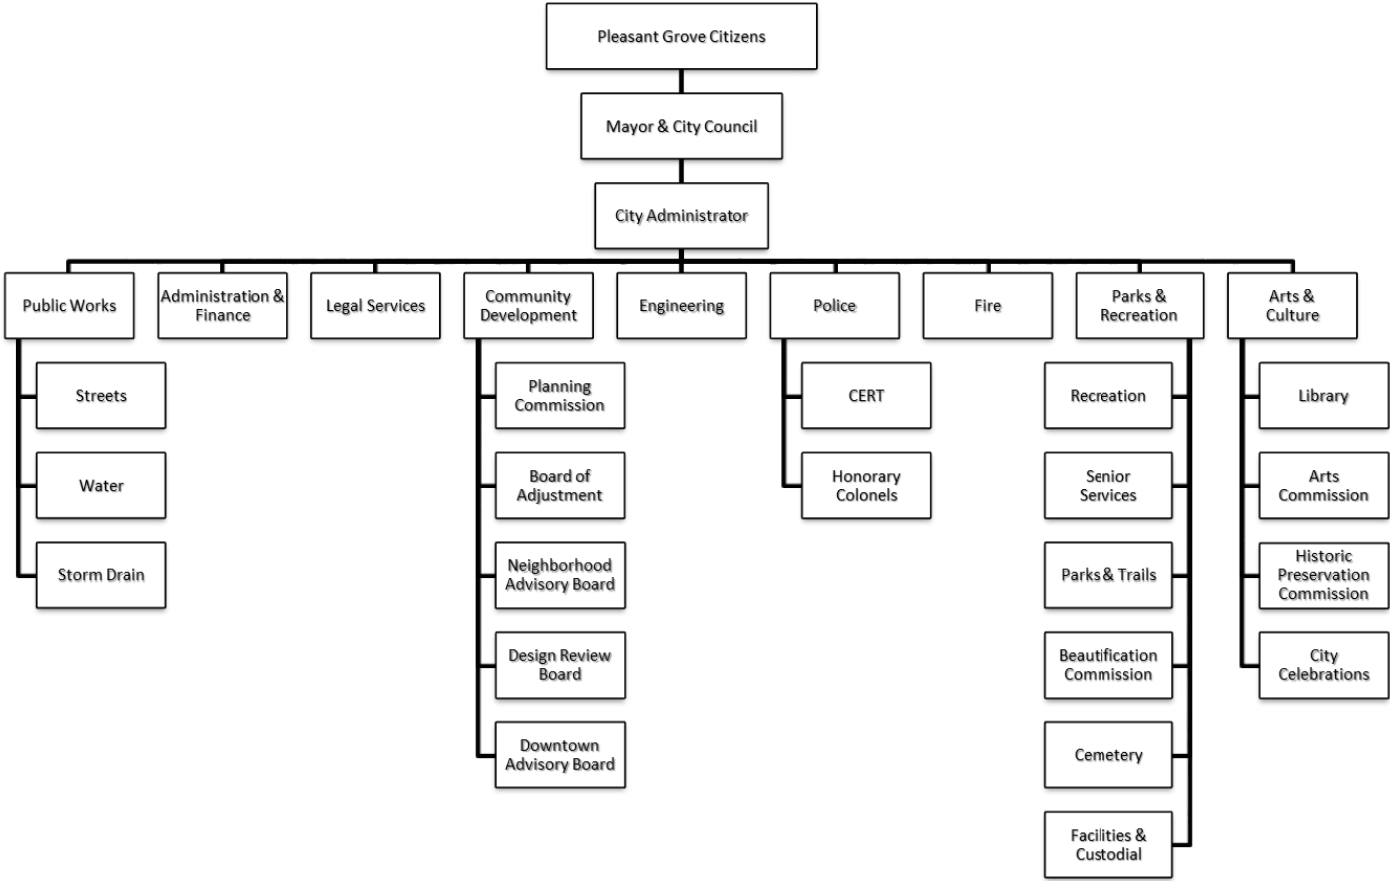 Pleasant Grove Citizens
Mayor & City Council
City Administrator
Public Works
Administration &
Finance
Legal Services
Community
Development
Engineering
Police
Fire
Parks &
Recreation
Arts &
Culture
Streets
Water
Storm Drain
Planning
Commission
Board of
Adjustment
Neighborhood
Advisory Board
Design Review
Board
Downtown
Advisory Board
CERT
Honorary
Colonels
Recreation
Senior
Services
Parks & Trails
Beautification
Commission
Cemetery
Facilities &
Custodial
Library
Arts
Commission
Historic
Preservation
Commission
City
Celebrations